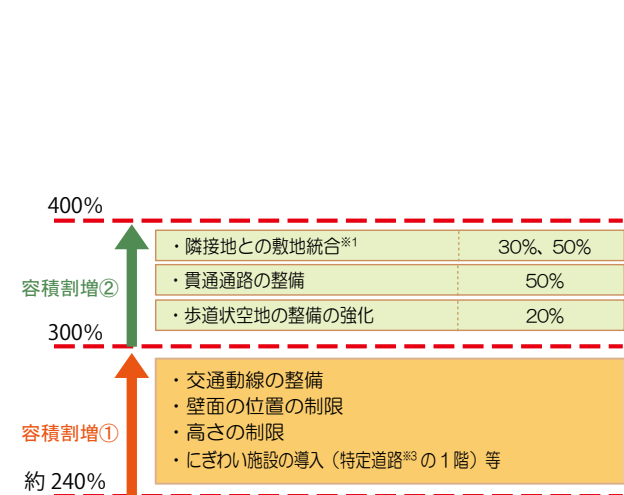 400%
・隣接地との敷地統合※1 30%、50%
・貫通通路の整備 50%
容積割増②
・歩道状空地の整備の強化 20%
300%
・交通動線の整備
・壁面の位置の制限
・高さの制限
容積割増①
・にぎわい施設の導入（特定道路※3の1階）等
約240%